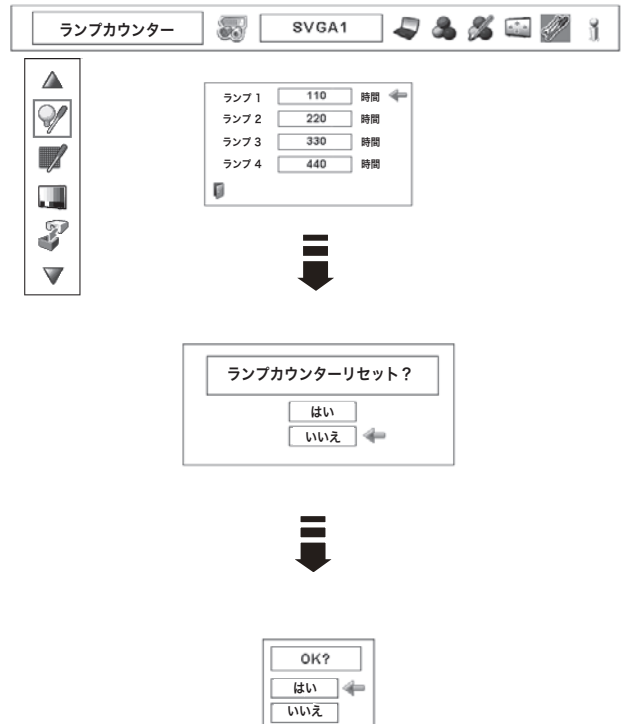 ランプカウンター SVGA1
ランプ 1 110 時間
ランプ 2 220 時間
ランプ 3 330 時間
ランプ 4 440 時間
ランプカウンターリセット？
はい
いいえ
OK?
はい
いいえ